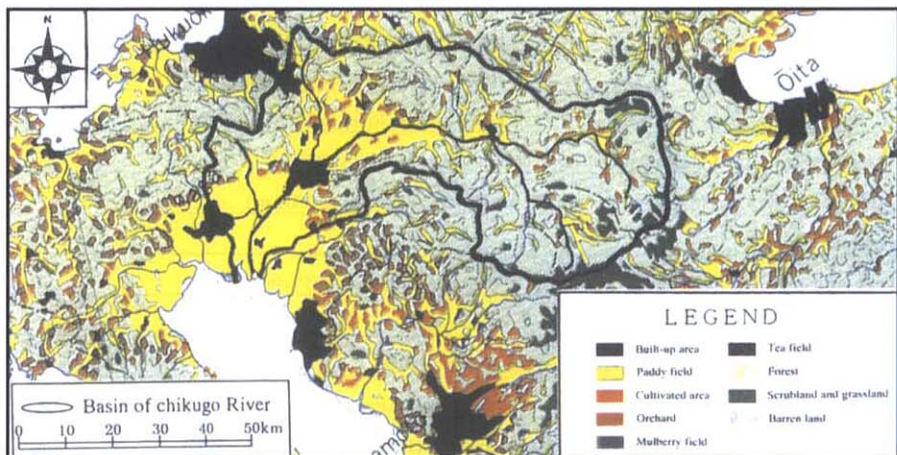 N
Ōita
LEGEND
Built-up area
Tea field
Paddy field
Forest
Cultivated area
Scrubland and grassland
Orchard
Barren land
Mulberry field
Basin of chikugo River
0 10 20 30 40 50km